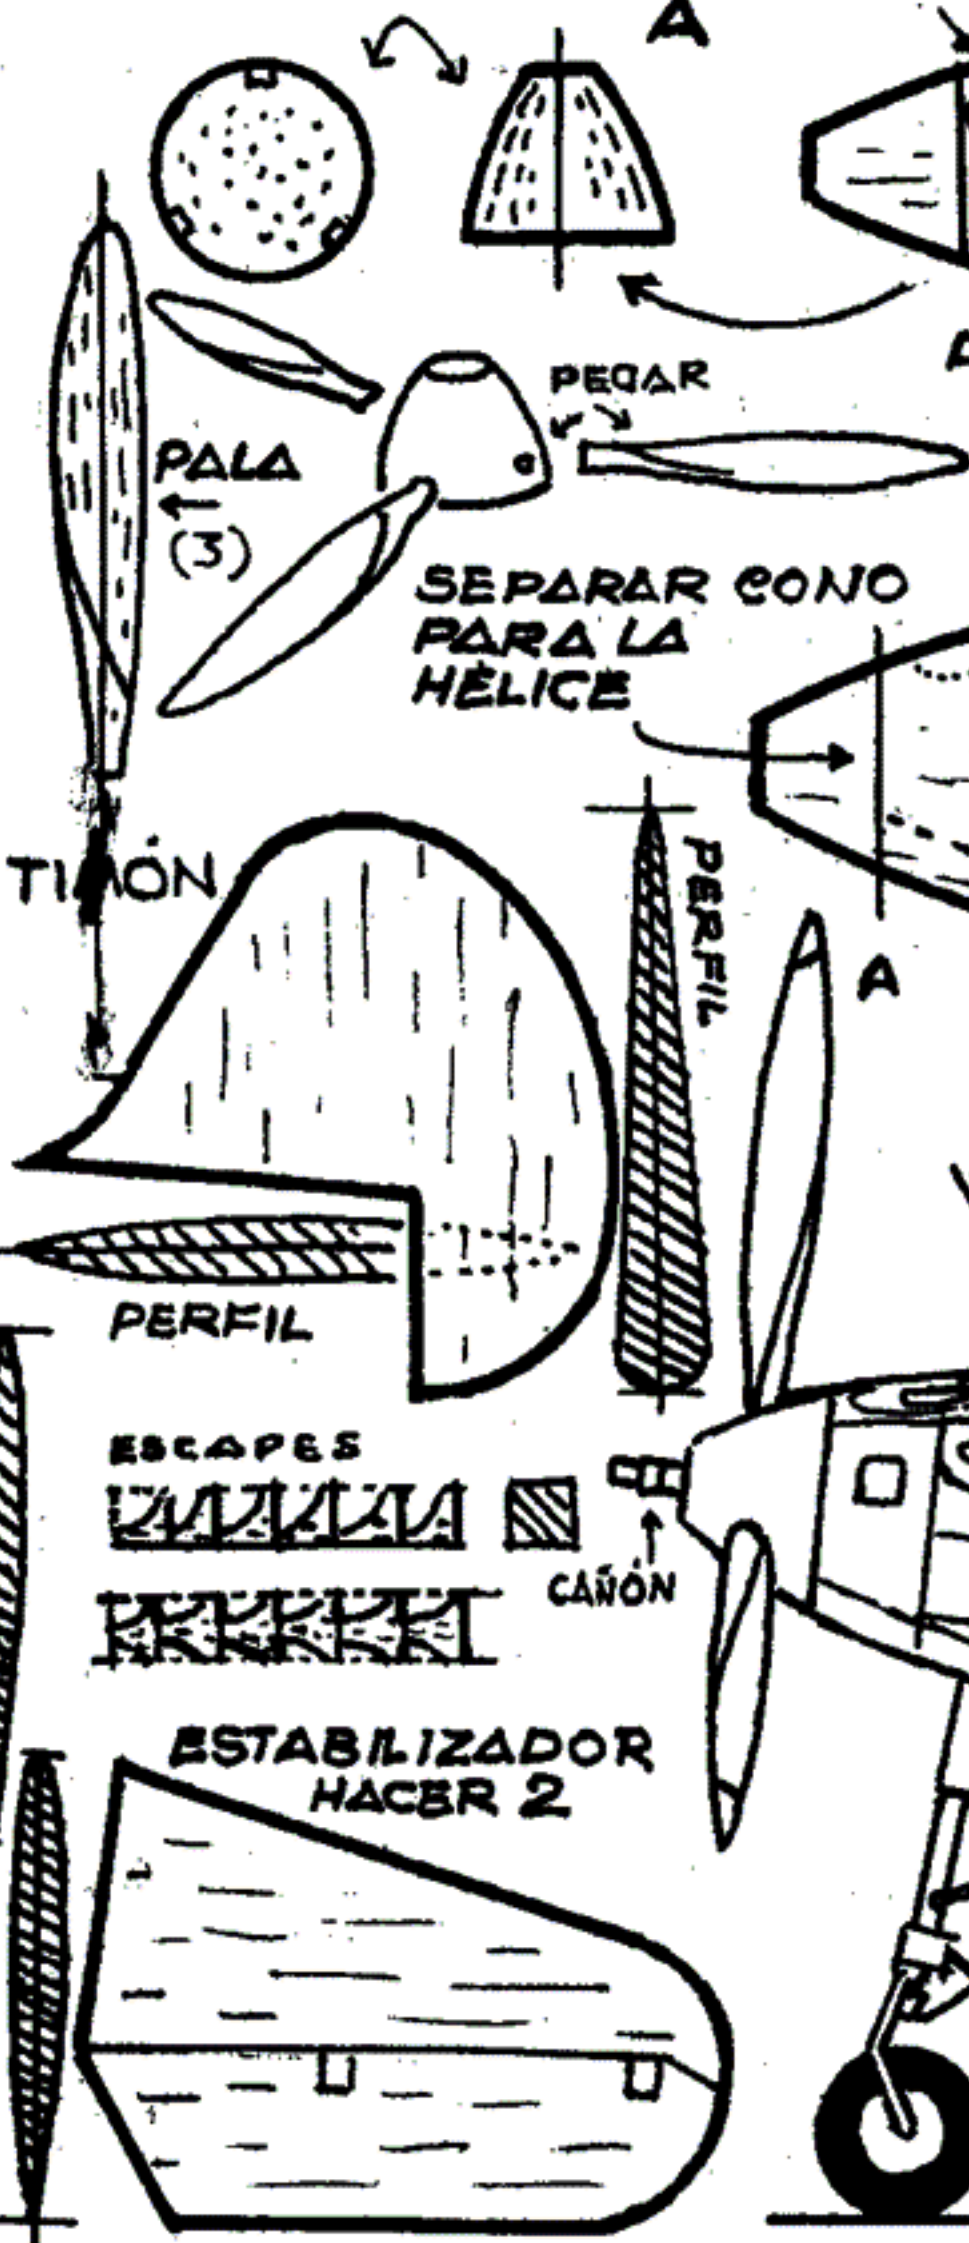 A
PEGAR
PALA
(3)
SEPARAR CONO
PARA LA
HÉLICE
TIMÓN
PERFIL
A
PERFIL
ESCAPES
CAÑÓN
ESTABILIZADOR
HACER 2